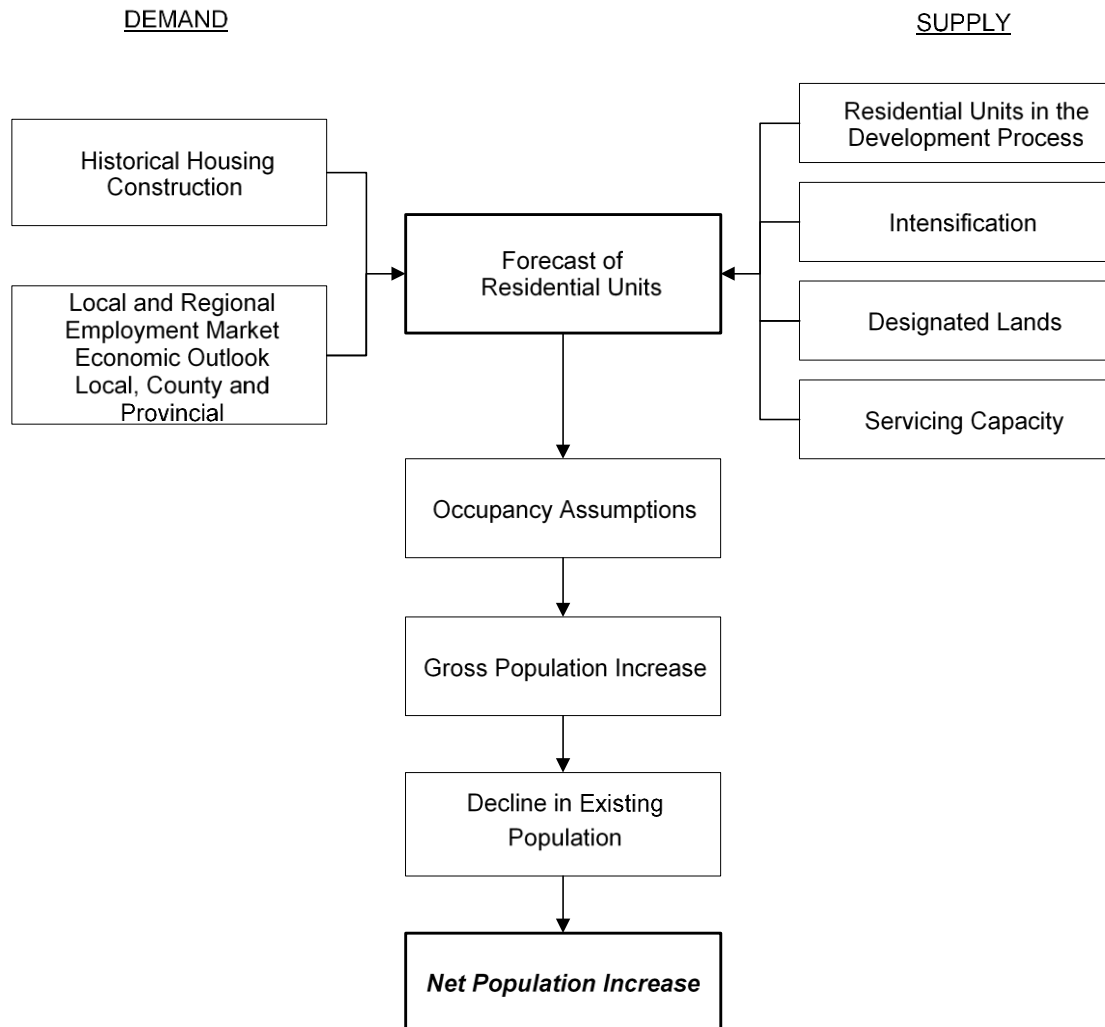 DEMAND
SUPPLY
Historical Housing
Construction
Local and Regional
Employment Market
Economic Outlook
Local, County and
Provincial
Forecast of
Residential Units
Residential Units in the
Development Process
Intensification
Designated Lands
Servicing Capacity
Occupancy Assumptions
Gross Population Increase
Decline in Existing
Population
Net Population Increase